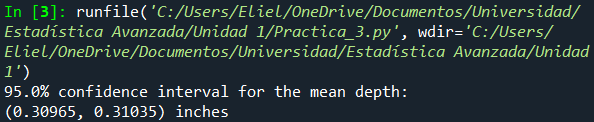 In [3]: runfile('C:/Users/Eliel/OneDrive/Documentos/Universidad/
Estadística Avanzada/Unidad 1/Practica_3.py', wdir='C:/Users/
Eliel/OneDrive/Documentos/Universidad/Estadística Avanzada/Unidad
1')
95.0% confidence interval for the mean depth:
(0.30965, 0.31035) inches